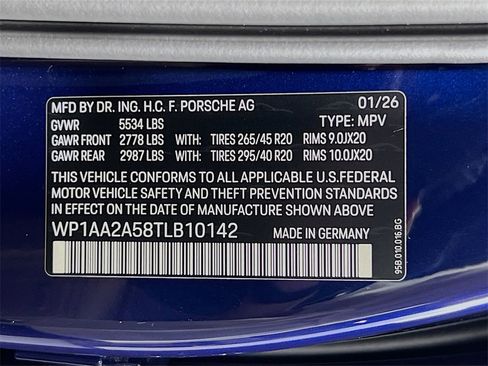 MFD BY DR. ING. H.C. F. PORSCHE AG 01/26
GVWR 5534 LBS TYPE: MPV
GAWR FRONT 2778 LBS WITH: TIRES 265/45 R20 RIMS 9.0JX20
GAWR REAR 2987 LBS WITH: TIRES 295/40 R20 RIMS 10.0JX20
THIS VEHICLE CONFORMS TO ALL APPLICABLE U.S.FEDERAL
MOTOR VEHICLE SAFETY AND THEFT PREVENTION STANDARDS
IN EFFECT ON THE DATE OF MANUFACTURE SHOWN ABOVE.
WP1AA2A58TLB10142 MADE IN GERMANY
95B.010.016.BG